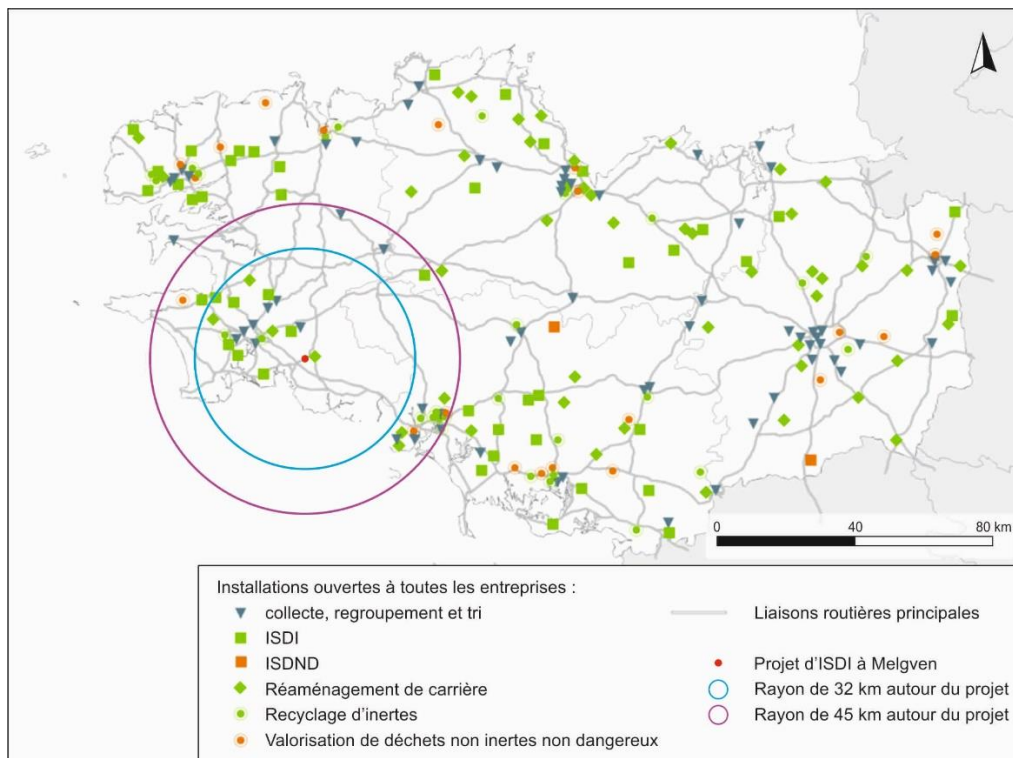 0 40 80 km
Installations ouvertes à toutes les entreprises :
collecte, regroupement et tri
ISDI
ISDND
Réaménagement de carrière
Recyclage d'inertes
Valorisation de déchets non inertes non dangereux
Liaisons routières principales
Projet d'ISDI à Melgven
Rayon de 32 km autour du projet
Rayon de 45 km autour du projet